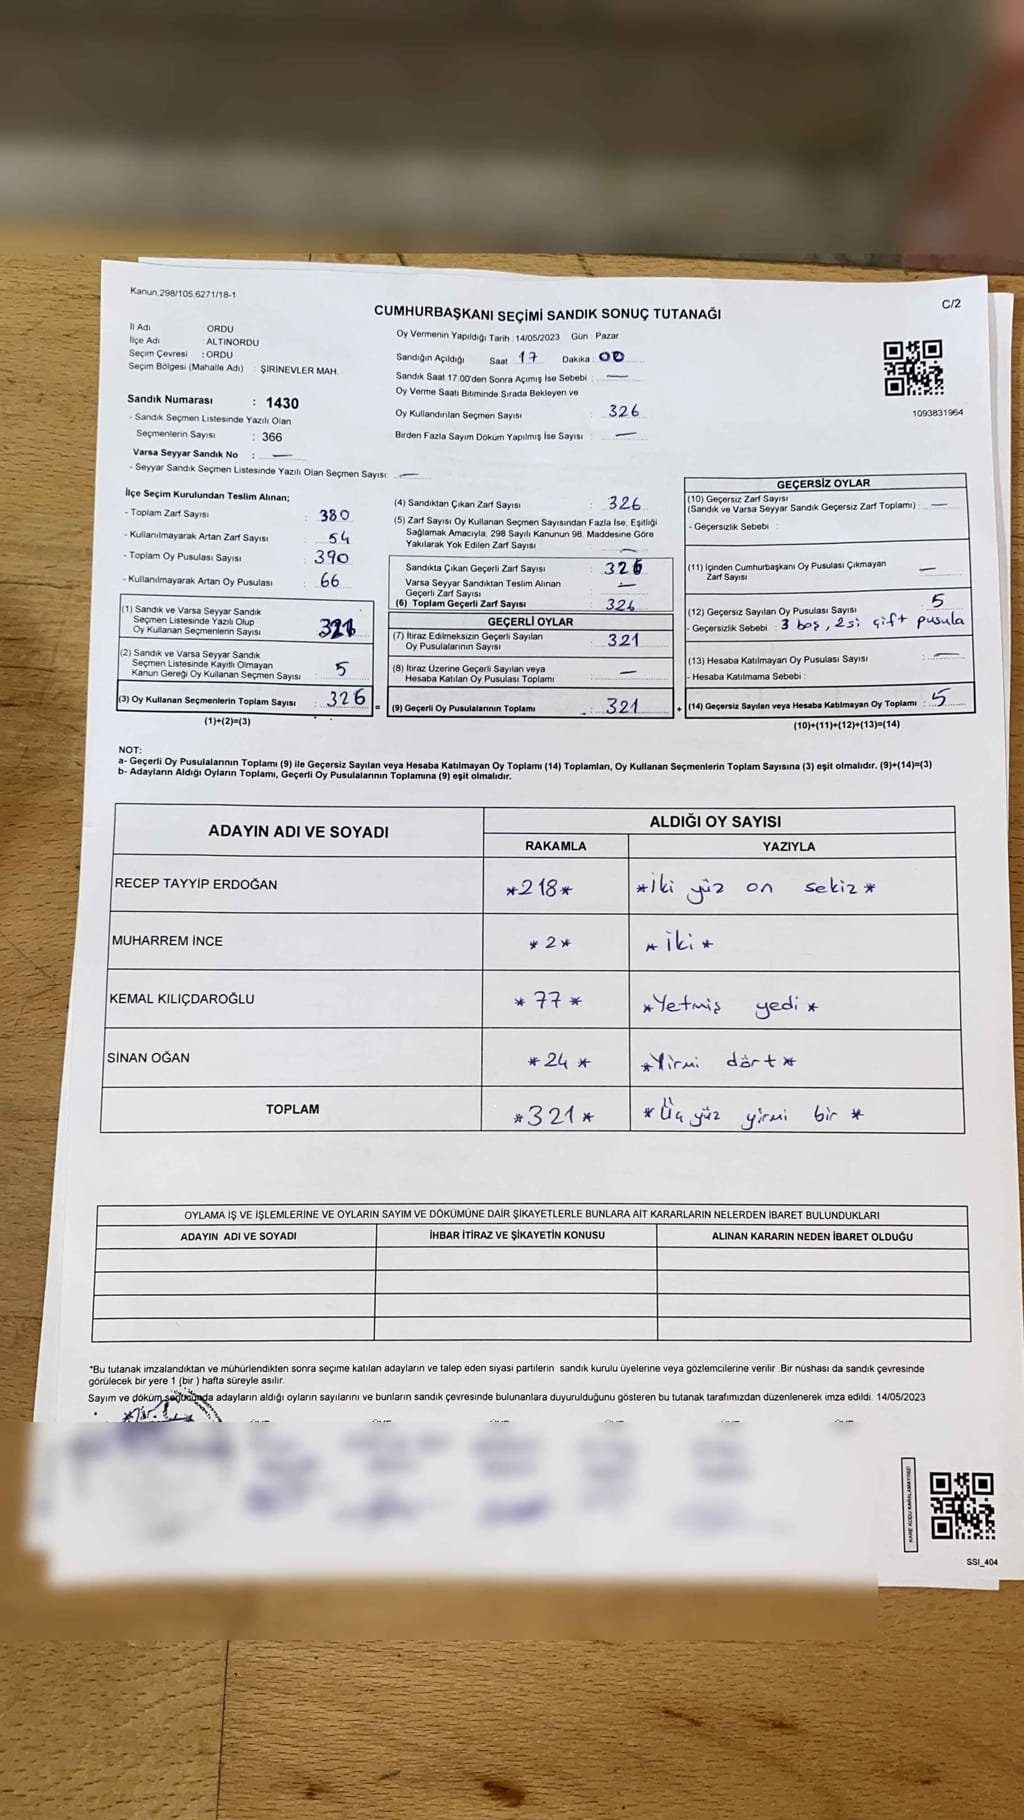 Kanun.298/105,6271/18-1
C/2
CUMHURBAŞKANI SEÇİMİ SANDIK SONUÇ TUTANAĞI
İl Adı ORDU
İlçe Adı ALTINORDU
Seçim Çevresi : ORDU
Seçim Bölgesi (Mahalle Adı) : ŞİRİNEVLER MAH.
Sandık Numarası : 1430
- Sandık Seçmen Listesinde Yazılı Olan
Seçmenlerin Sayısı : 366
Varsa Seyyar Sandık No : —
- Seyyar Sandık Seçmen Listesinde Yazılı Olan Seçmen Sayısı: —
Oy Vermenin Yapıldığı Tarih : 14/05/2023 Gün : Pazar
Sandığın Açıldığı Saat 17 Dakika : 00
Sandık Saat 17:00'den Sonra Açımış İse Sebebi : —
Oy Verme Saati Bitiminde Sırada Bekleyen ve
Oy Kullandırılan Seçmen Sayısı : 326
Birden Fazla Sayım Döküm Yapılmış İse Sayısı : —
1093831964
İlçe Seçim Kurulundan Teslim Alınan;
- Toplam Zarf Sayısı : 380
- Kullanılmayarak Artan Zarf Sayısı : 54
- Toplam Oy Pusulası Sayısı : 390
- Kullanılmayarak Artan Oy Pusulası : 66
(1) Sandık ve Varsa Seyyar Sandık
Seçmen Listesinde Yazılı Olup
Oy Kullanan Seçmenlerin Sayısı : 321
(2) Sandık ve Varsa Seyyar Sandık
Seçmen Listesinde Kayıtlı Olmayan
Kanun Gereği Oy Kullanan Seçmen Sayısı : 5
(3) Oy Kullanan Seçmenlerin Toplam Sayısı : 326
(1)+(2)=(3)
(4) Sandıktan Çıkan Zarf Sayısı : 326
(5) Zarf Sayısı Oy Kullanan Seçmen Sayısından Fazla İse, Eşitliği
Sağlamak Amacıyla, 298 Sayılı Kanunun 98. Maddesine Göre
Yakılarak Yok Edilen Zarf Sayısı : —
Sandıkta Çıkan Geçerli Zarf Sayısı : 326
Varsa Seyyar Sandıktan Teslim Alınan
Geçerli Zarf Sayısı : —
(6) Toplam Geçerli Zarf Sayısı : 326
GEÇERLİ OYLAR
(7) İtiraz Edilmeksizin Geçerli Sayılan
Oy Pusulalarının Sayısı : 321
(8) İtiraz Üzerine Geçerli Sayılan veya
Hesaba Katılan Oy Pusulası Toplamı : —
= (9) Geçerli Oy Pusulalarının Toplamı : 321
GEÇERSİZ OYLAR
(10) Geçersiz Zarf Sayısı
(Sandık ve Varsa Seyyar Sandık Geçersiz Zarf Toplamı) : —
- Geçersizlik Sebebi :
(11) İçinden Cumhurbaşkanı Oy Pusulası Çıkmayan
Zarf Sayısı —
(12) Geçersiz Sayılan Oy Pusulası Sayısı : 5
- Geçersizlik Sebebi : 3 boş, 2si çift pusula
(13) Hesaba Katılmayan Oy Pusulası Sayısı : —
- Hesaba Katılmama Sebebi :
+ (14) Geçersiz Sayılan veya Hesaba Katılmayan Oy Toplamı : 5
(10)+(11)+(12)+(13)=(14)
NOT:
a- Geçerli Oy Pusulalarının Toplamı (9) ile Geçersiz Sayılan veya Hesaba Katılmayan Oy Toplamı (14) Toplamları, Oy Kullanan Seçmenlerin Toplam Sayısına (3) eşit olmalıdır. (9)+(14)=(3)
b- Adayların Aldığı Oyların Toplamı, Geçerli Oy Pusulalarının Toplamına (9) eşit olmalıdır.
ADAYIN ADI VE SOYADI ALDIĞI OY SAYISI
RAKAMLA YAZIYLA
RECEP TAYYİP ERDOĞAN *218* *İki yüz on sekiz*
MUHARREM İNCE *2* *İki*
KEMAL KILIÇDAROĞLU *77* *Yetmiş yedi*
SİNAN OĞAN *24* *Yirmi dört*
TOPLAM *321* *Üç yüz yirmi bir*
OYLAMA İŞ VE İŞLEMLERİNE VE OYLARIN SAYIM VE DÖKÜMÜNE DAİR ŞİKAYETLERLE BUNLARA AİT KARARLARIN NELERDEN İBARET BULUNDUKLARI
ADAYIN ADI VE SOYADI İHBAR İTİRAZ VE ŞİKAYETİN KONUSU ALINAN KARARIN NEDEN İBARET OLDUĞU
*Bu tutanak imzalandıktan ve mühürlendikten sonra seçime katılan adayların ve talep eden siyasi partilerin sandık kurulu üyelerine veya gözlemcilerine verilir. Bir nüshası da sandık çevresinde
görülecek bir yere 1 (bir ) hafta süreyle asılır.
Sayım ve döküm sonucunda adayların aldığı oyların sayılarını ve bunların sandık çevresinde bulunanlara duyurulduğunu gösteren bu tutanak tarafımızdan düzenlenerek imza edildi. 14/05/2023
KARE KODU KARALAMAYINIZ!
SSI_404